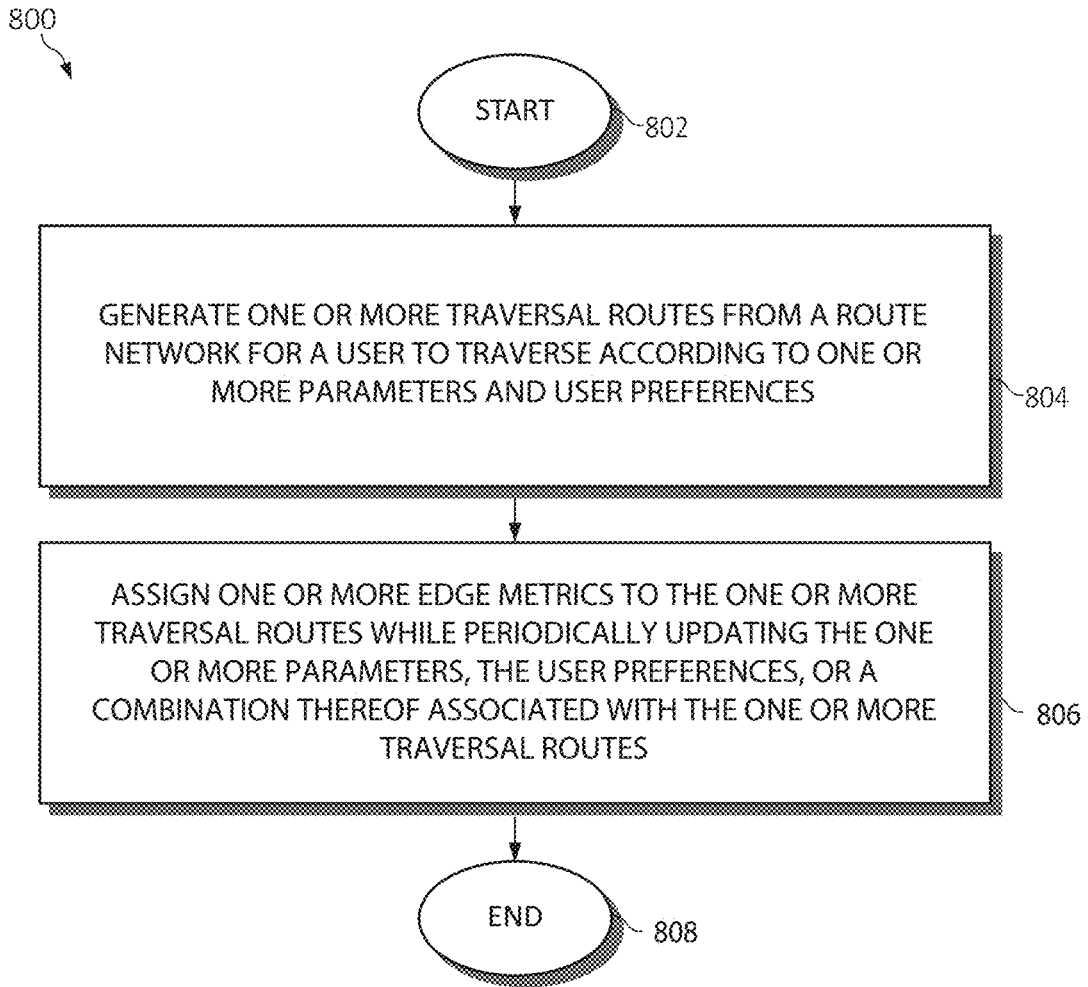 800
START
802
GENERATE ONE OR MORE TRAVERSAL ROUTES FROM A ROUTE
NETWORK FOR A USER TO TRAVERSE ACCORDING TO ONE OR
MORE PARAMETERS AND USER PREFERENCES
804
ASSIGN ONE OR MORE EDGE METRICS TO THE ONE OR MORE
TRAVERSAL ROUTES WHILE PERIODICALLY UPDATING THE ONE
OR MORE PARAMETERS, THE USER PREFERENCES, OR A
COMBINATION THEREOF ASSOCIATED WITH THE ONE OR MORE
TRAVERSAL ROUTES
806
END
808